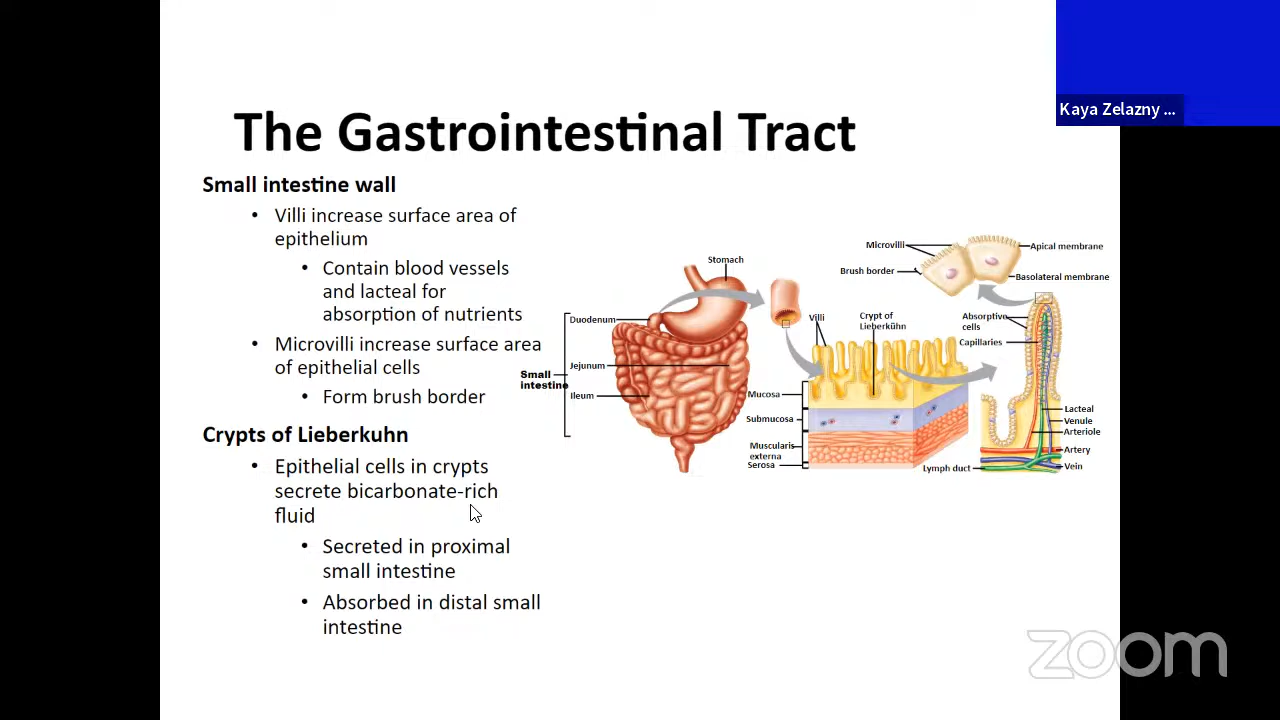 Kaya Zelazny ...
The Gastrointestinal Tract
Small intestine wall
• Villi increase surface area of
epithelium
• Contain blood vessels
and lacteal for
absorption of nutrients
• Microvilli increase surface area
of epithelial cells
• Form brush border
Crypts of Lieberkuhn
• Epithelial cells in crypts
secrete bicarbonate-rich
fluid
• Secreted in proximal
small intestine
• Absorbed in distal small
intestine
Stomach
Duodenum
Jejunum
Small
intestine
Ileum
Villi
Crypt of
Lieberkühn
Mucosa
Submucosa
Muscularis
externa
Serosa
Microvilli
Apical membrane
Brush border
Basolateral membrane
Absorptive
cells
Capillaries
Lacteal
Venule
Arteriole
Artery
Lymph duct
Vein
zoom